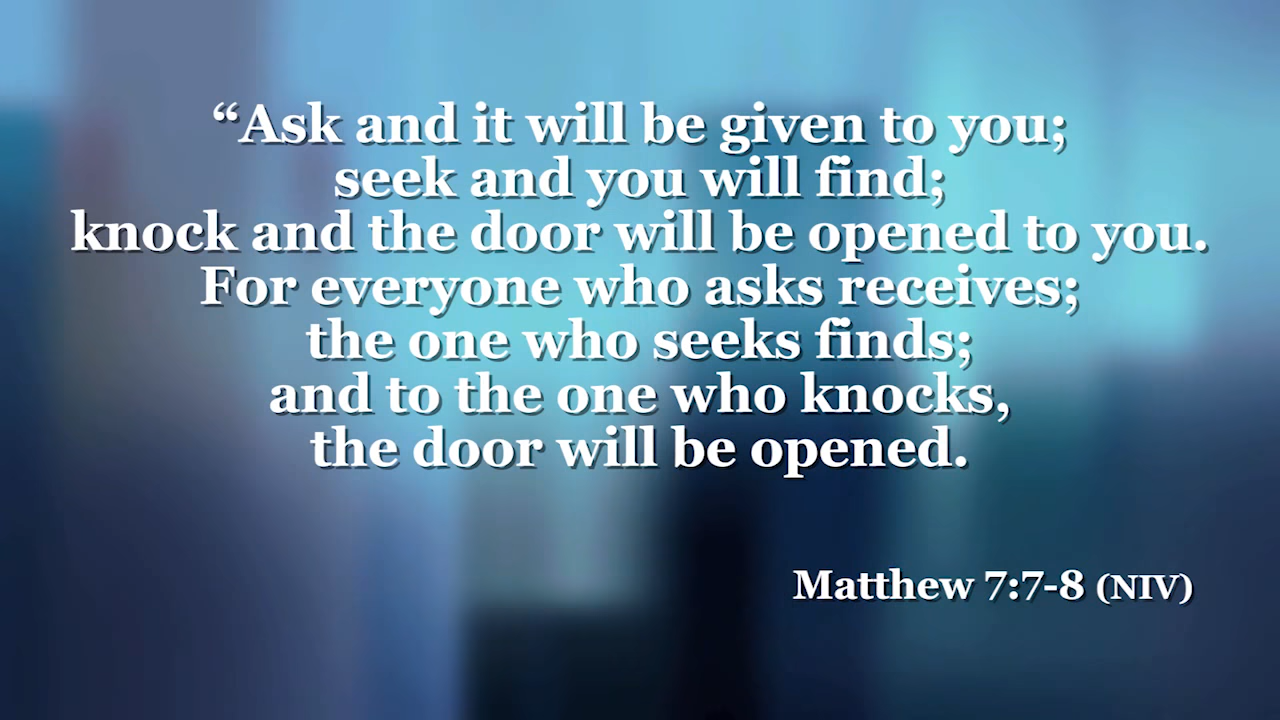 “Ask and it will be given to you;
seek and you will find;
knock and the door will be opened to you.
For everyone who asks receives;
the one who seeks finds;
and to the one who knocks,
the door will be opened.
Matthew 7:7-8 (NIV)